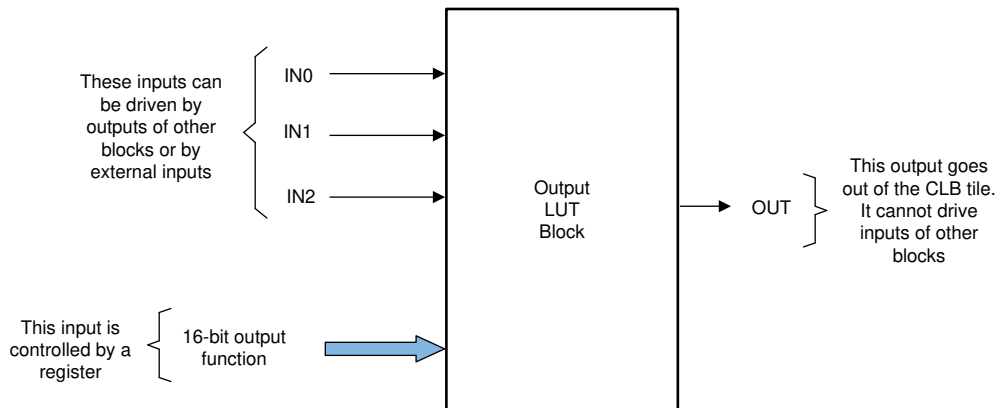 These inputs can
be driven by
outputs of other
blocks or by
external inputs
IN0
IN1
IN2
Output
LUT
Block
OUT
This output goes
out of the CLB tile.
It cannot drive
inputs of other
blocks
This input is
controlled by a
register
16-bit output
function